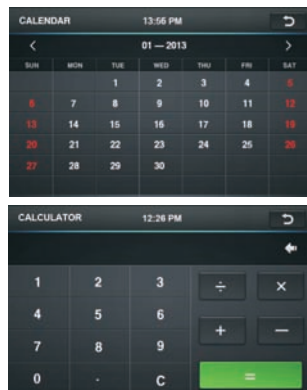 CALENDAR 13:56 PM
01 — 2013
SUN MON TUE WED THU FRI SAT
1 2 3 4 5
6 7 8 9 10 11 12
13 14 15 16 17 18 19
20 21 22 23 24 25 26
27 28 29 30
CALCULATOR 12:26 PM
1 2 3 ÷ ×
4 5 6 + —
7 8 9
0 . C =